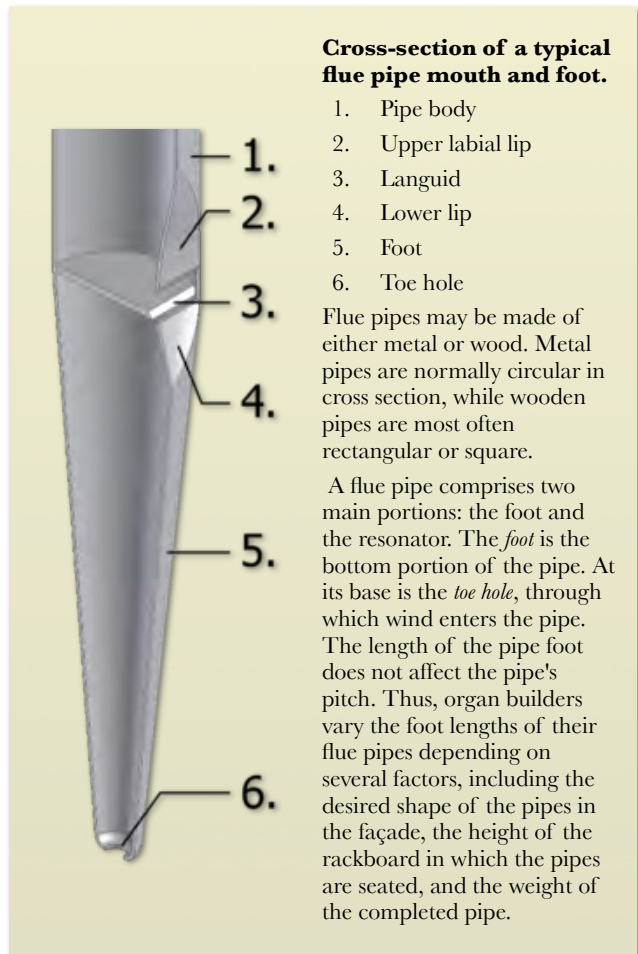 Cross-section of a typical
flue pipe mouth and foot.
1. Pipe body
2. Upper labial lip
3. Languid
4. Lower lip
5. Foot
6. Toe hole
Flue pipes may be made of
either metal or wood. Metal
pipes are normally circular in
cross section, while wooden
pipes are most often
rectangular or square.
A flue pipe comprises two
main portions: the foot and
the resonator. The foot is the
bottom portion of the pipe. At
its base is the toe hole, through
which wind enters the pipe.
The length of the pipe foot
does not affect the pipe's
pitch. Thus, organ builders
vary the foot lengths of their
flue pipes depending on
several factors, including the
desired shape of the pipes in
the façade, the height of the
rackboard in which the pipes
are seated, and the weight of
the completed pipe.
1.
2.
3.
4.
5.
6.